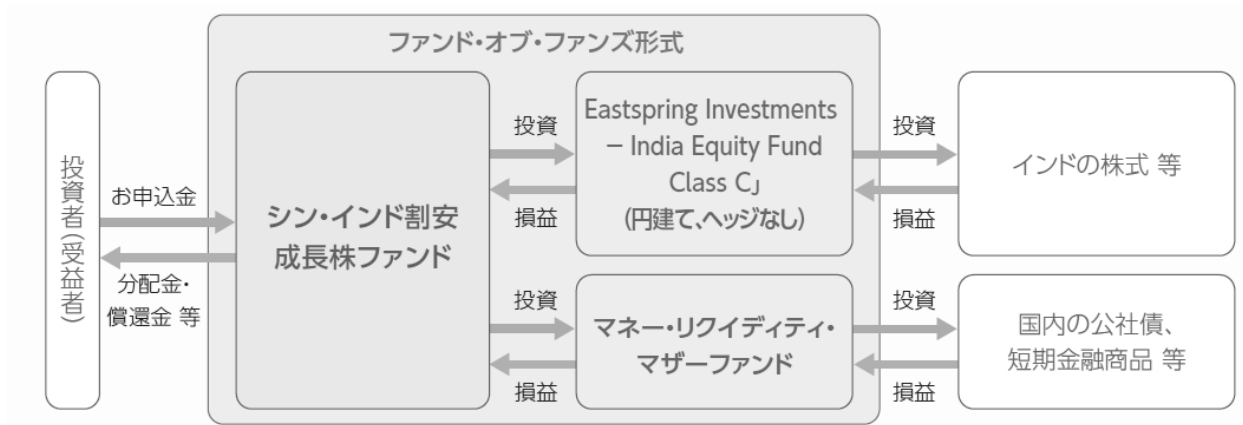 ファンド・オブ・ファンズ形式
投資者(受益者)
お申込金
分配金・
償還金 等
シン・インド割安
成長株ファンド
投資
損益
Eastspring Investments
– India Equity Fund
Class CJ
(円建て、ヘッジなし)
投資
損益
インドの株式 等
投資
損益
マネー・リクイディティ・
マザーファンド
投資
損益
国内の公社債、
短期金融商品 等